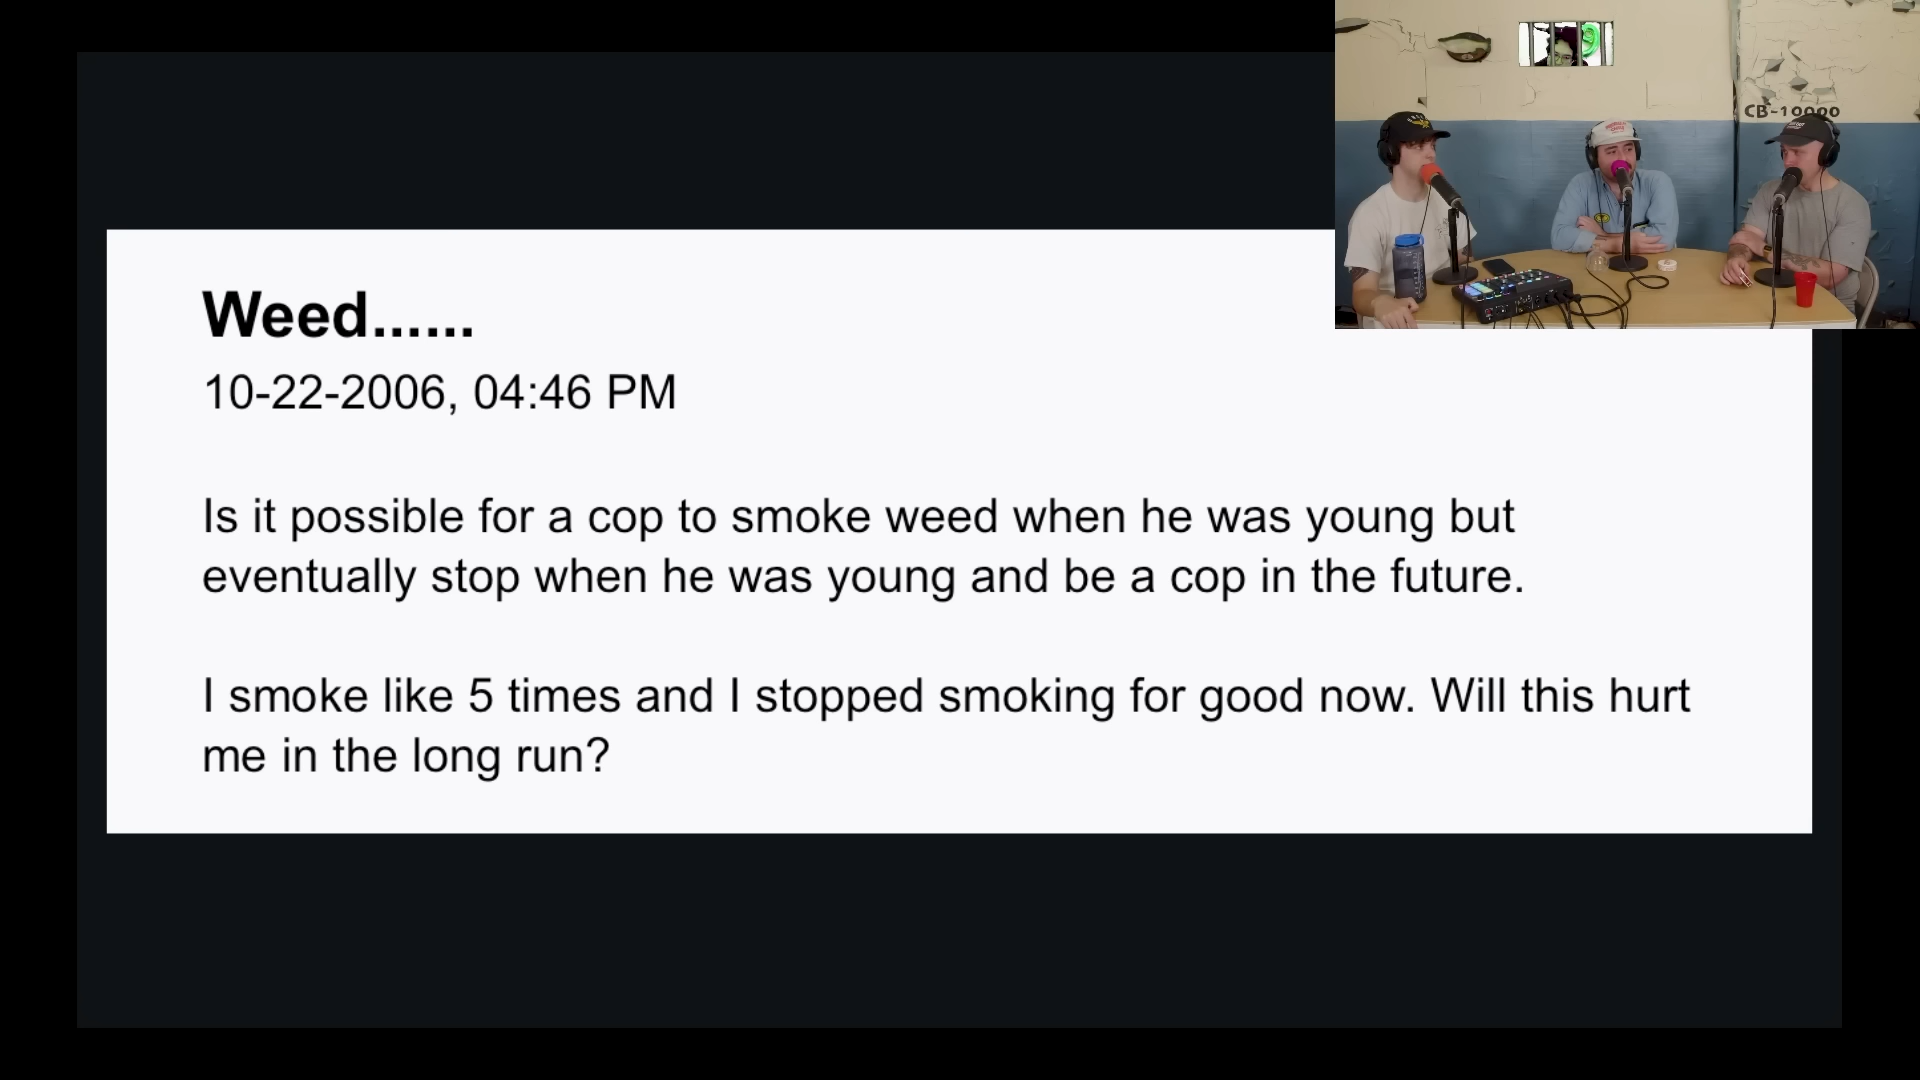 Weed......
10-22-2006, 04:46 PM
Is it possible for a cop to smoke weed when he was young but
eventually stop when he was young and be a cop in the future.
I smoke like 5 times and I stopped smoking for good now. Will this hurt
me in the long run?
CB-10000